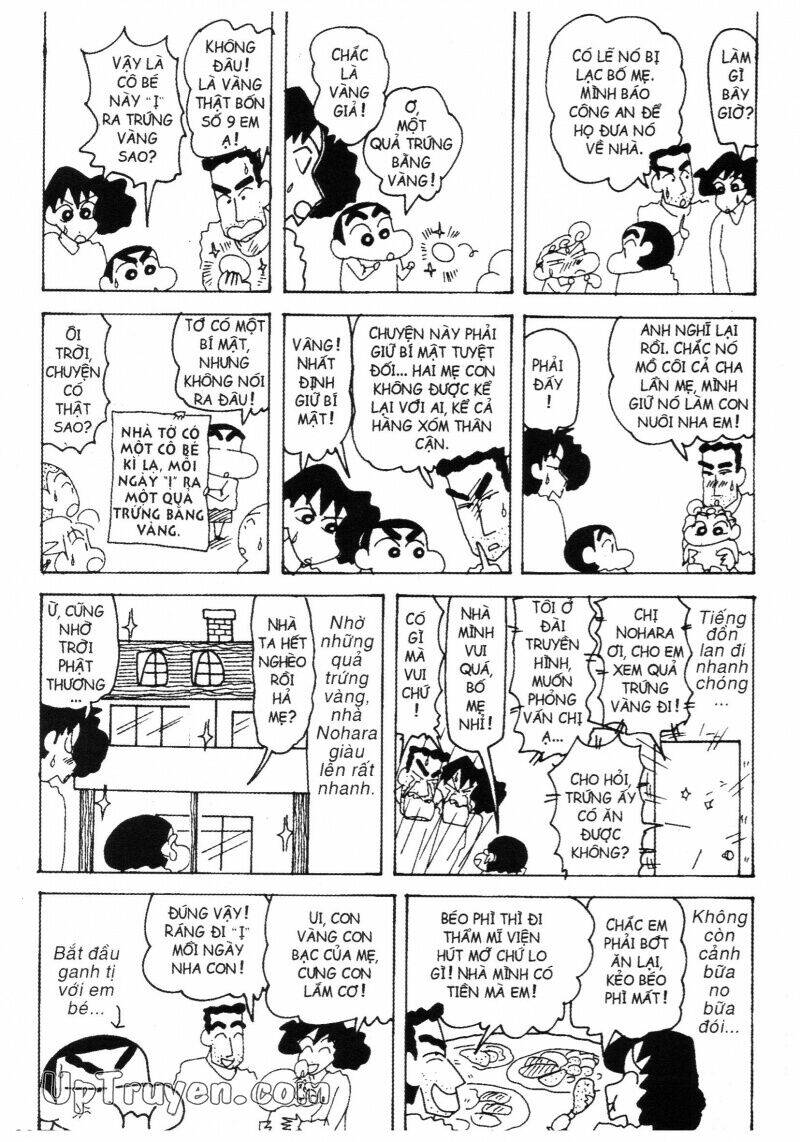 LÀM
GÌ
BÂY
GIỜ?
CÓ LẼ NÓ BỊ
LẠC BỐ MẸ.
MÌNH BÁO
CÔNG AN ĐỂ
HỌ ĐƯA NÓ
VỀ NHÀ.
Ơ,
MỘT
QUẢ TRỨNG
BẰNG
VÀNG!
CHẮC
LÀ
VÀNG
GIẢ!
KHÔNG
ĐÂU!
LÀ VÀNG
THẬT BỐN
SỐ 9 EM
Ạ!
VẬY LÀ
CÔ BÉ
NÀY "Ị"
RA TRỨNG
VÀNG
SAO?
ANH NGHĨ LẠI
RỒI. CHẮC NÓ
MỒ CÔI CẢ CHA
LẪN MẸ, MÌNH
GIỮ NÓ LÀM CON
NUÔI NHA EM!
PHẢI
ĐẤY
!
CHUYỆN NÀY PHẢI
GIỮ BÍ MẬT TUYỆT
ĐỐI... HAI MẸ CON
KHÔNG ĐƯỢC KỂ
LẠI VỚI AI, KỂ CẢ
HÀNG XÓM THÂN
CẬN.
VÂNG!
NHẤT
ĐỊNH
GIỮ BÍ
MẬT!
TỚ CÓ MỘT
BÍ MẬT,
NHƯNG
KHÔNG NÓI
RA ĐÂU!
NHÀ TỚ CÓ
MỘT CÔ BÉ
KÌ LẠ, MỖI
NGÀY "Ị" RA
MỘT QUẢ
TRỨNG BẰNG
VÀNG.
ÔI
TRỜI,
CHUYỆN
CÓ
THẬT
SAO?
Tiếng
đồn
lan đi
nhanh
chóng...
CHỊ
NOHARA
ƠI, CHO EM
XEM QUẢ
TRỨNG
VÀNG ĐI!
TÔI Ở
ĐÀI
TRUYỀN
HÌNH,
MUỐN
PHỎNG
VẤN CHỊ
Ạ...
CHO HỎI,
TRỨNG ẤY
CÓ ĂN
ĐƯỢC
KHÔNG?
NHÀ
MÌNH
VUI
QUÁ,
BỐ
MẸ
NHỈ!
CÓ
GÌ
MÀ
VUI
CHỨ
!
Nhờ
những
quả
trứng
vàng,
nhà
Nohara
giàu
lên rất
nhanh.
NHÀ
TA HẾT
NGHÈO
RỒI
HẢ
MẸ?
Ừ, CŨNG
NHỜ
TRỜI
PHẬT
THƯƠNG
...
Không
còn
cảnh
bữa
no
bữa
đói...
CHẮC EM
PHẢI BỚT
ĂN LẠI,
KẺO BÉO
PHÌ MẤT!
BÉO PHÌ THÌ ĐI
THẨM MĨ VIỆN
HÚT MỠ CHỨ LO
GÌ! NHÀ MÌNH CÓ
TIỀN MÀ EM!
UI, CON
VÀNG CON
BẠC CỦA MẸ,
CƯNG CON
LẮM CƠ!
ĐÚNG VẬY!
RÁNG ĐI "Ị"
MỖI NGÀY
NHA CON!
Bắt đầu
ganh tị
với em
bé...
UpTruyen.com